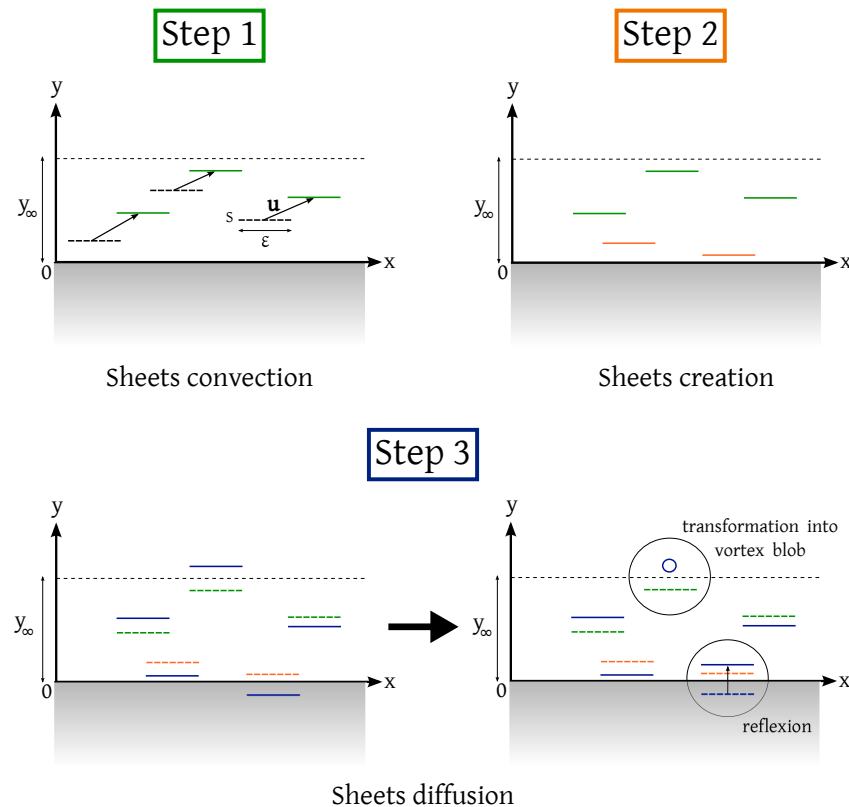 Step 1
Step 2
y
y
y∞
u
s
ε
0
x
y∞
0
x
Sheets convection
Sheets creation
Step 3
y
y
transformation into
vortex blob
y∞
0
x
y∞
0
x
reflexion
Sheets diffusion